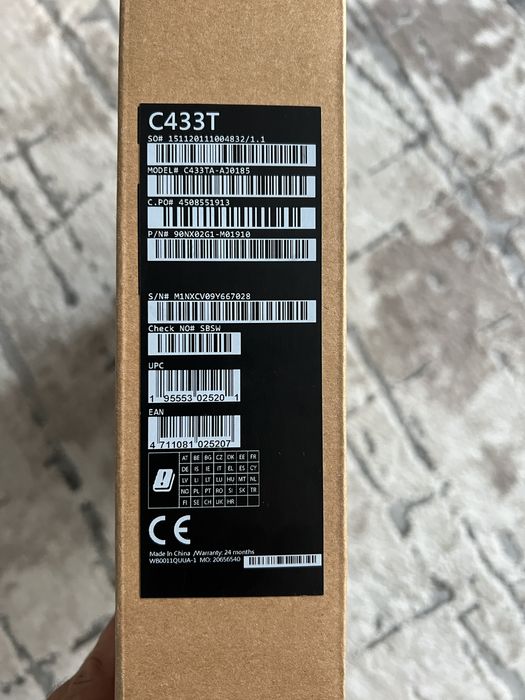 C433T
SO# 151120111004832/1.1
MODEL# C433TA-AJ0185
C.PO# 4508551913
P/N# 90NX02G1-M01910
S/N# M1NXCV09Y667028
Check NO# SBSW
UPC
1 95553 02520 1
EAN
4 711081 025207
AT BE BG CZ DK EE FR
DE IS IE IT EL ES CY
LV LI LT LU HU MT NL
NO PL PT RO SI SK TR
FI SE CH UK HR
CE
Made In China /Warranty: 24 months
WB0011QUUA-1 MO: 20656540